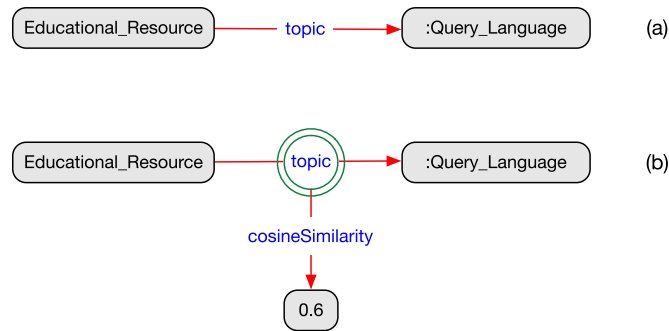 Educational_Resource topic :Query_Language (a)
Educational_Resource topic :Query_Language (b)
cosineSimilarity
0.6